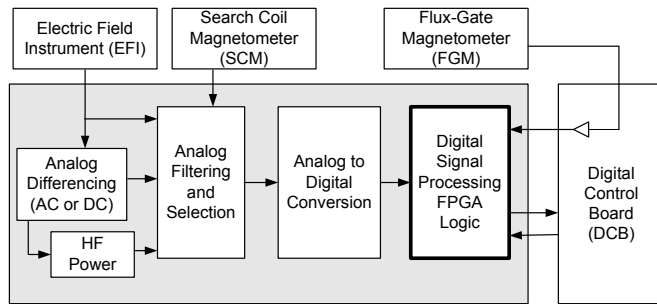 Electric Field
Instrument (EFI)
Search Coil
Magnetometer
(SCM)
Flux-Gate
Magnetometer
(FGM)
Analog
Differencing
(AC or DC)
HF
Power
Analog
Filtering
and
Selection
Analog to
Digital
Conversion
Digital
Signal
Processing
FPGA
Logic
Digital
Control
Board
(DCB)